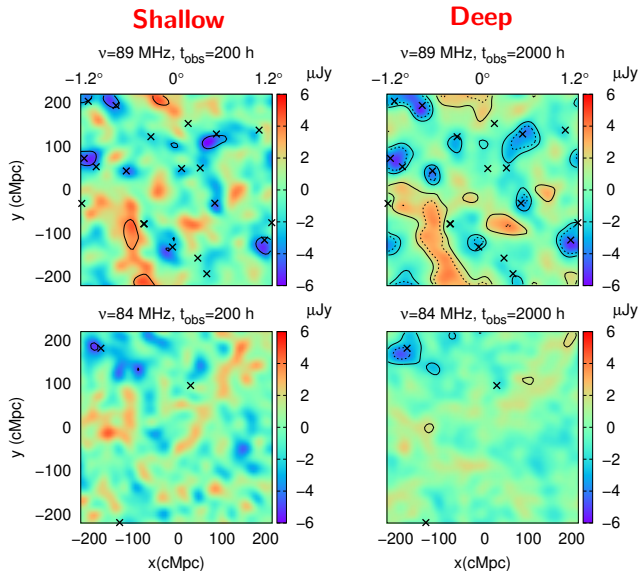 Shallow
Deep
ν=89 MHz, t_obs=200 h
ν=89 MHz, t_obs=2000 h
−1.2° 0° 1.2° μJy
−1.2° 0° 1.2° μJy
200
100
0
−100
−200
y (cMpc)
6
4
2
0
−2
−4
−6
6
4
2
0
−2
−4
−6
ν=84 MHz, t_obs=200 h
μJy
ν=84 MHz, t_obs=2000 h
μJy
200
100
0
−100
−200
y (cMpc)
6
4
2
0
−2
−4
−6
6
4
2
0
−2
−4
−6
−200 −100 0 100 200
−200 −100 0 100 200
x(cMpc)
x(cMpc)